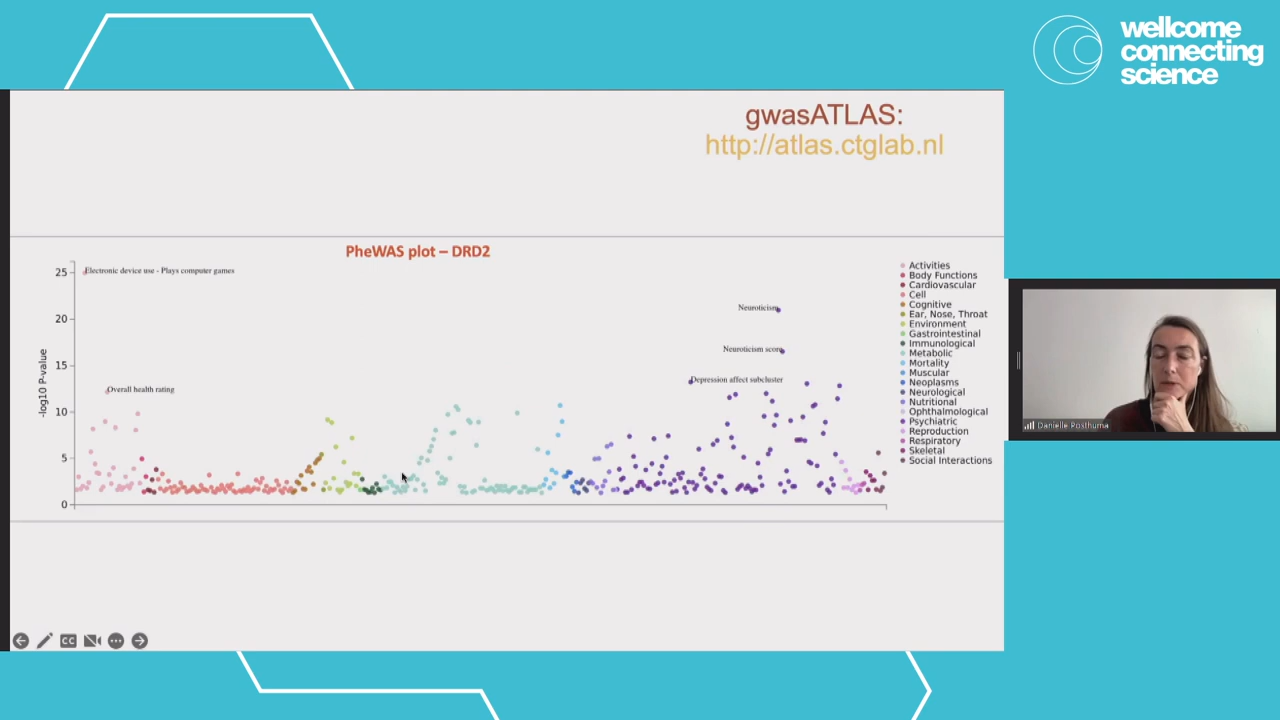 wellcome
connecting
science
gwasATLAS:
http://atlas.ctglab.nl
PheWAS plot – DRD2
25
20
15
10
5
0
-log10 P-value
Electronic device use - Plays computer games
Overall health rating
Neuroticism
Neuroticism score
Depression affect subcluster
Activities
Body Functions
Cardiovascular
Cell
Cognitive
Ear, Nose, Throat
Environment
Gastrointestinal
Immunological
Metabolic
Mortality
Muscular
Neoplasms
Neurological
Nutritional
Ophthalmological
Psychiatric
Reproduction
Respiratory
Skeletal
Social Interactions
Danielle Posthuma
CC